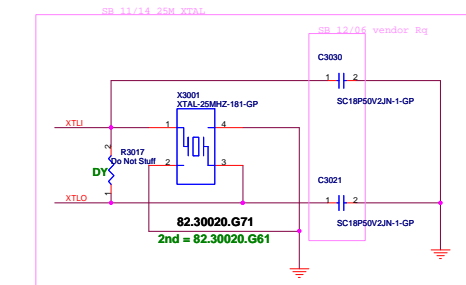 SB 11/14 25M XTAL
SB 12/06 vendor Rq
C3030
1 2
SC18P50V2JN-1-GP
X3001
XTAL-25MHZ-181-GP
XTLI
1 4
2 3
2
R3017
Do Not Stuff
DY
1
XTLO
C3021
1 2
SC18P50V2JN-1-GP
82.30020.G71
2nd = 82.30020.G61